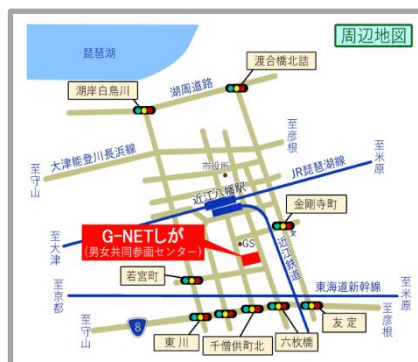 周辺地図
琵琶湖
渡合橋北詰
湖岸白鳥川
湖周道路
至守山
大津能登川長浜線
市役所
至彦根
近江八幡駅
JR琵琶湖線
至米原
金剛寺町
G-NETしが
(男女共同参画センター)
GS
近江鉄道
至大津
若宮町
至京都
東海道新幹線
至米原
至守山
8
東川
千僧供町北
六枚橋
友定
至彦根